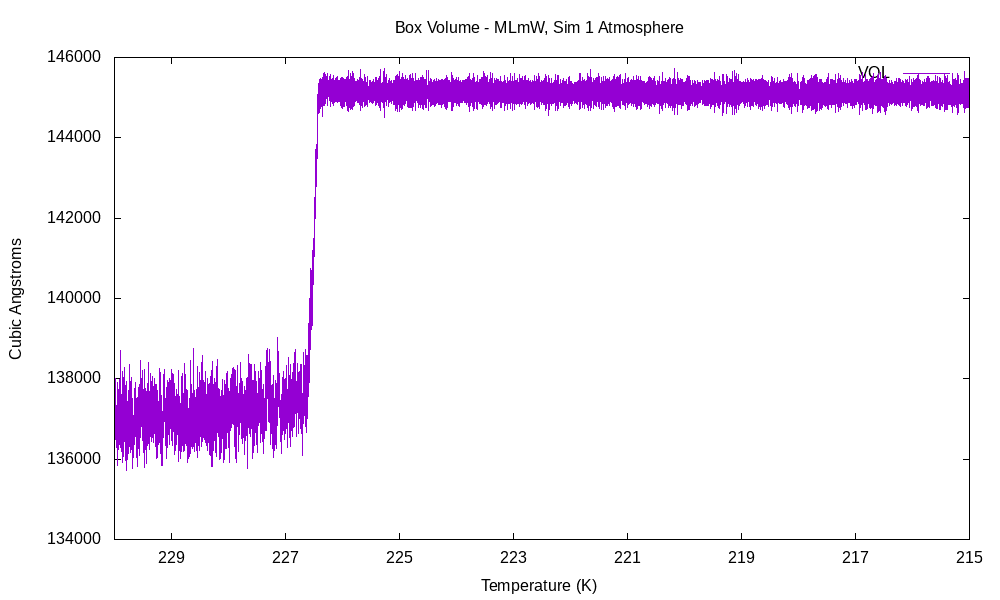 Box Volume - MLmW, Sim 1 Atmosphere
146000
VOL
144000
142000
140000
138000
136000
134000
Cubic Angstroms
229 227 225 223 221 219 217 215
Temperature (K)